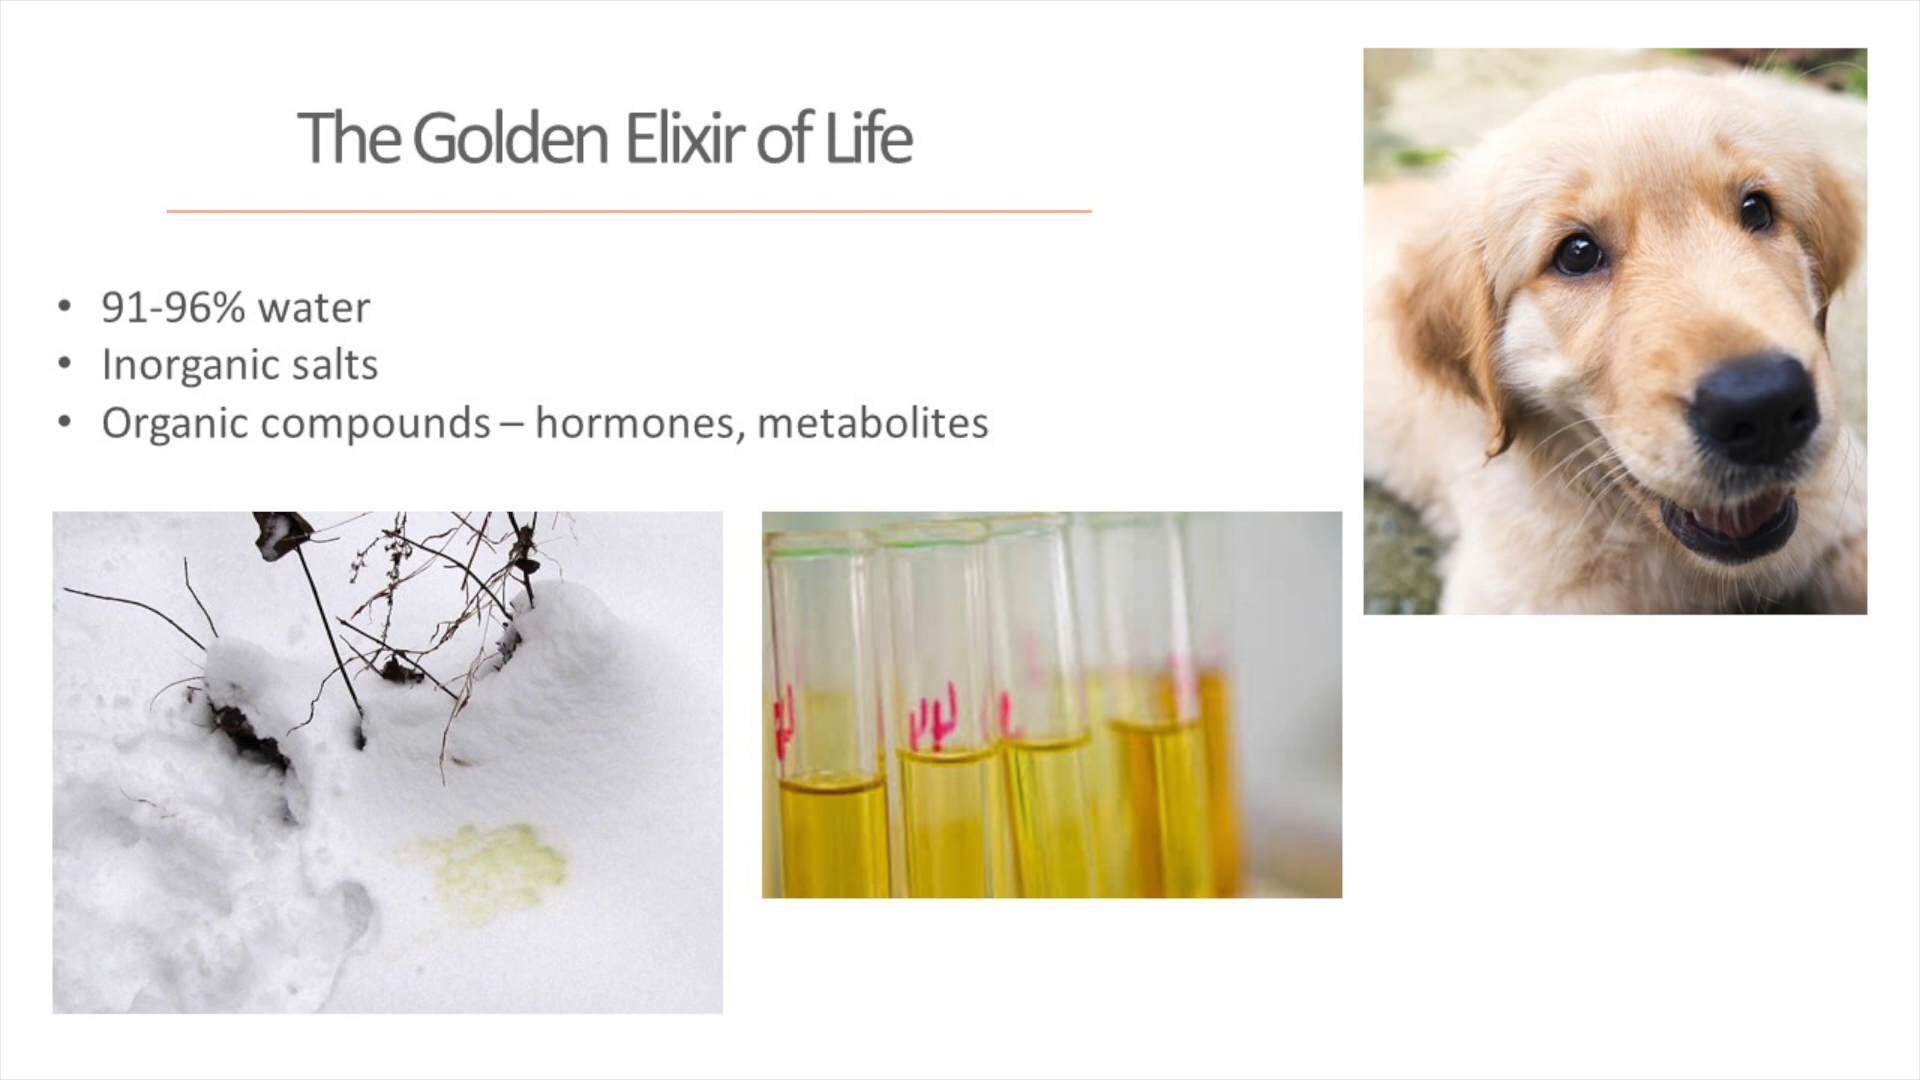 The Golden Elixir of Life
• 91-96% water
• Inorganic salts
• Organic compounds – hormones, metabolites